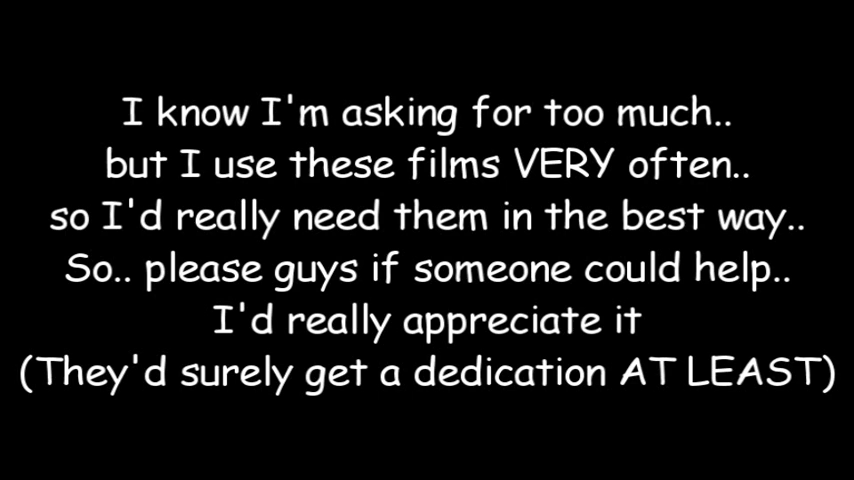 I know I'm asking for too much..
but I use these films VERY often..
so I'd really need them in the best way..
So.. please guys if someone could help..
I'd really appreciate it
(They'd surely get a dedication AT LEAST)